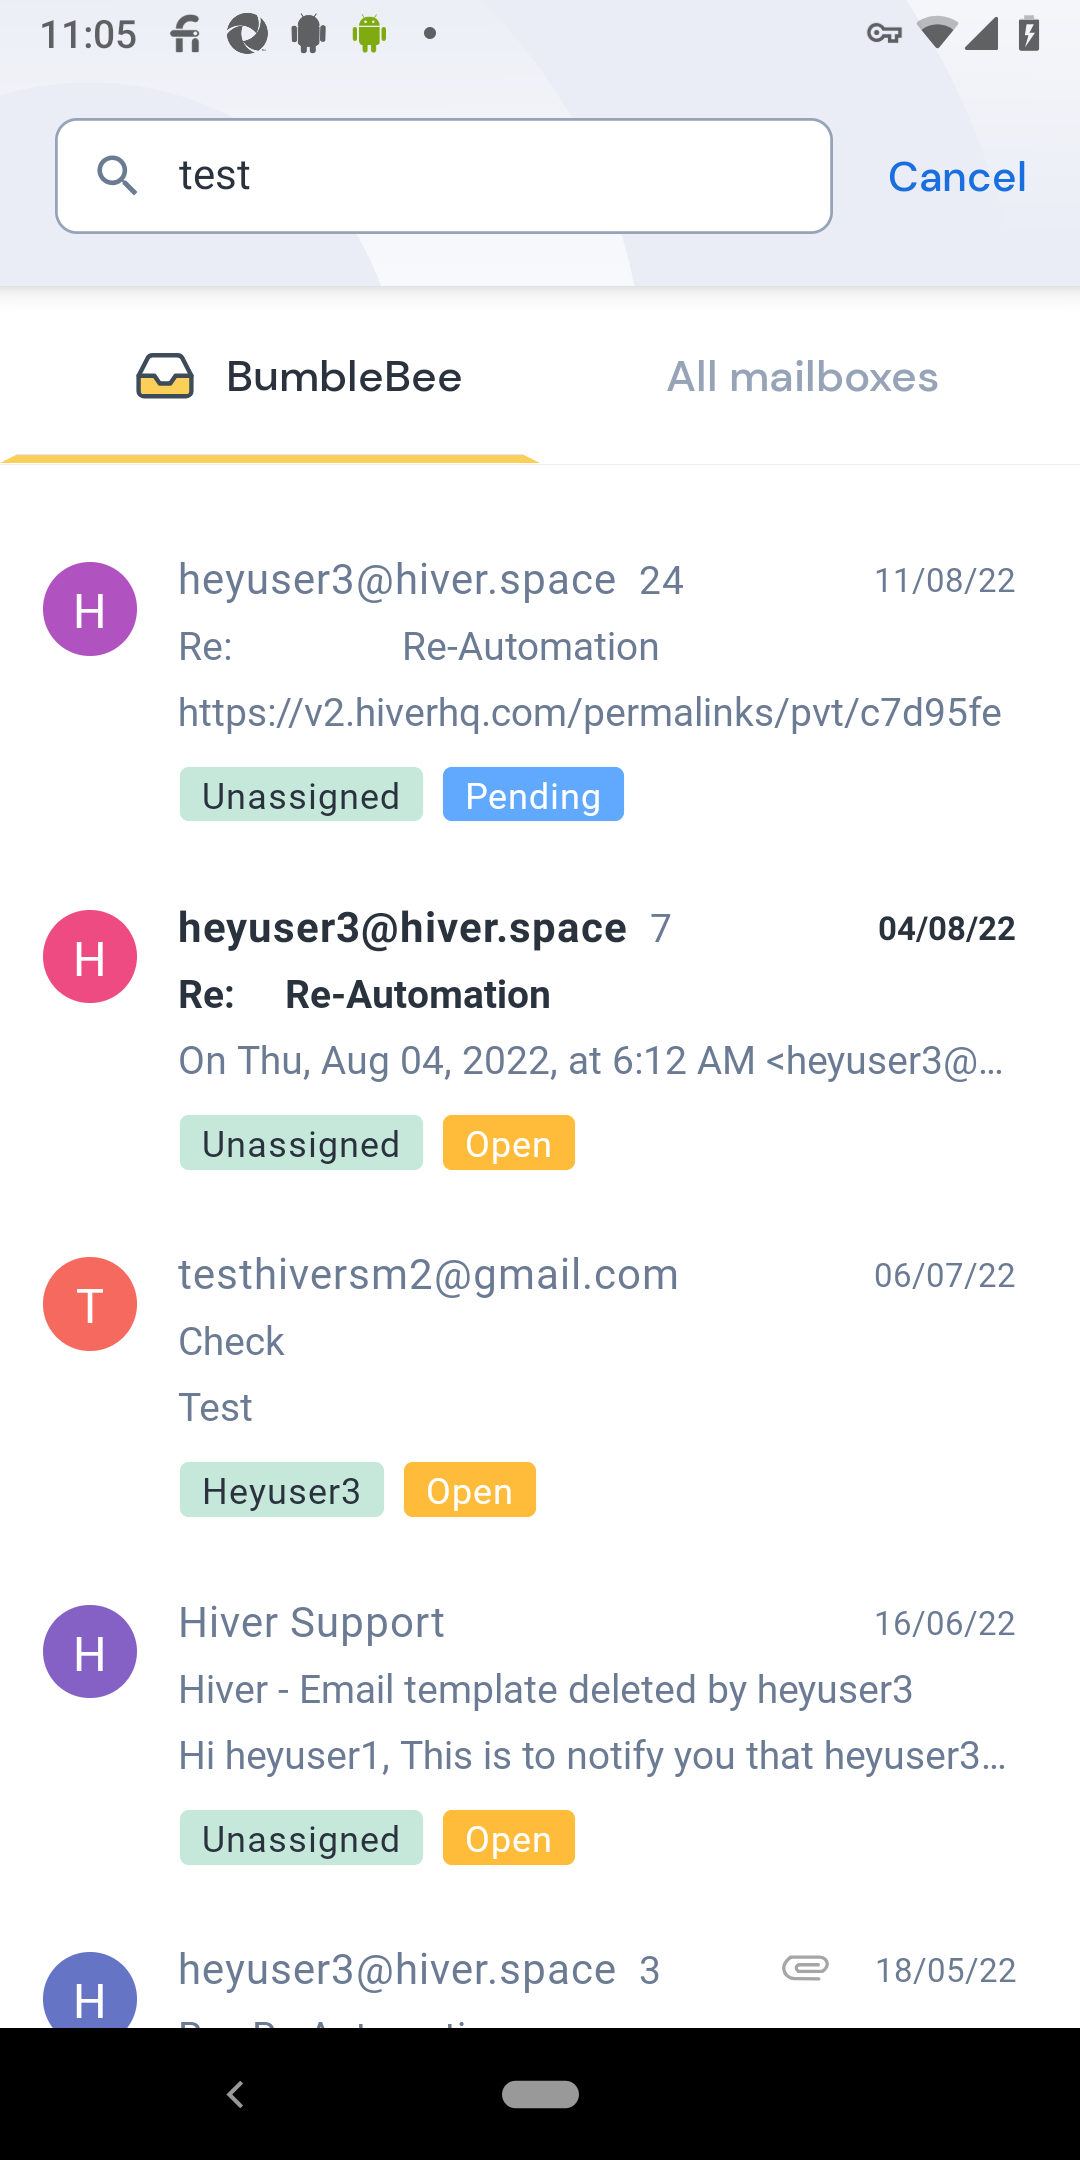 11:05
test
Cancel
BumbleBee
All mailboxes
H
heyuser3@hiver.space 24
11/08/22
Re: Re-Automation
https://v2.hiverhq.com/permalinks/pvt/c7d95fe
Unassigned
Pending
H
heyuser3@hiver.space 7
04/08/22
Re: Re-Automation
On Thu, Aug 04, 2022, at 6:12 AM <heyuser3@...
Unassigned
Open
T
testhiversm2@gmail.com
06/07/22
Check
Test
Heyuser3
Open
H
Hiver Support
16/06/22
Hiver - Email template deleted by heyuser3
Hi heyuser1, This is to notify you that heyuser3...
Unassigned
Open
H
heyuser3@hiver.space 3
18/05/22